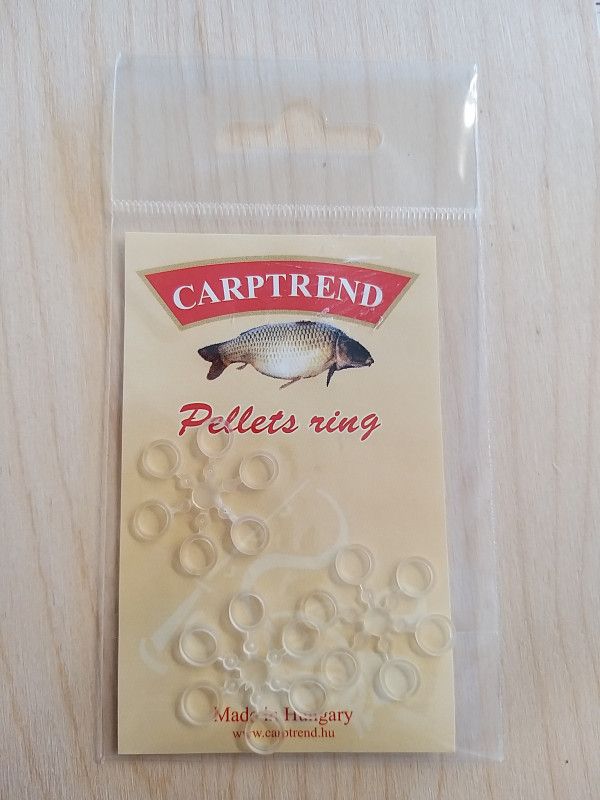 CARPTREND
Pellets ring
Made in Hungary
www.carptrend.hu